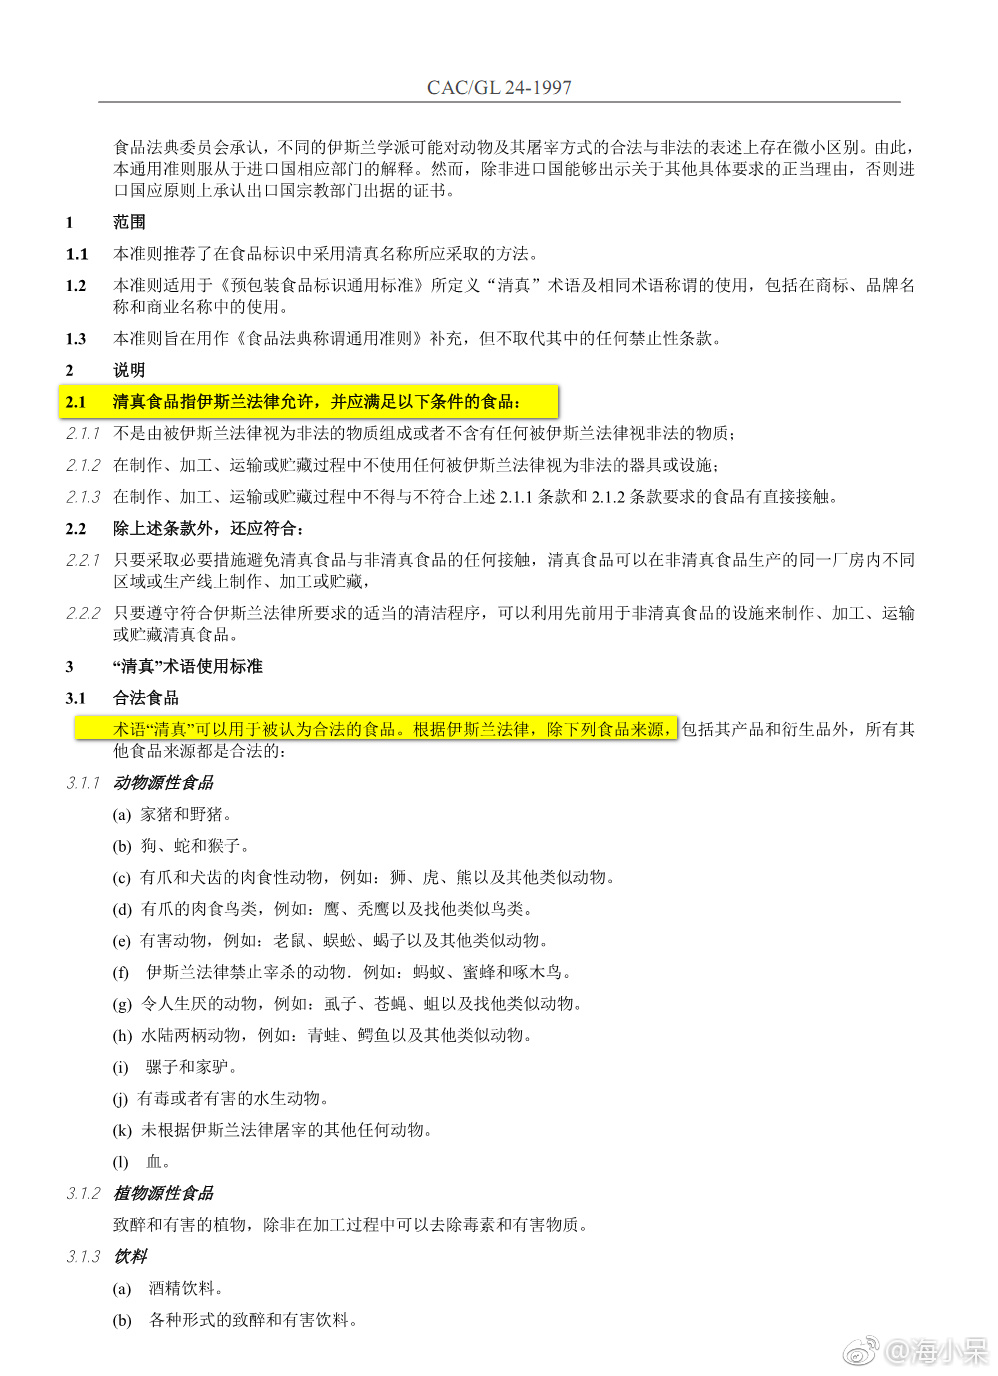 CAC/GL 24-1997
食品法典委员会承认，不同的伊斯兰学派可能对动物及其屠宰方式的合法与非法的表述上存在微小区别。由此，
本通用准则服从于进口国相应部门的解释。然而，除非进口国能够出示关于其他具体要求的正当理由，否则进
口国应原则上承认出口国宗教部门出据的证书。
1 范围
1.1 本准则推荐了在食品标识中采用清真名称所应采取的方法。
1.2 本准则适用于《预包装食品标识通用标准》所定义“清真”术语及相同术语称谓的使用，包括在商标、品牌名
称和商业名称中的使用。
1.3 本准则旨在用作《食品法典称谓通用准则》补充，但不取代其中的任何禁止性条款。
2 说明
2.1 清真食品指伊斯兰法律允许，并应满足以下条件的食品：
2.1.1 不是由被伊斯兰法律视为非法的物质组成或者不含有任何被伊斯兰法律视非法的物质；
2.1.2 在制作、加工、运输或贮藏过程中不使用任何被伊斯兰法律视为非法的器具或设施；
2.1.3 在制作、加工、运输或贮藏过程中不得与不符合上述 2.1.1 条款和 2.1.2 条款要求的食品有直接接触。
2.2 除上述条款外，还应符合：
2.2.1 只要采取必要措施避免清真食品与非清真食品的任何接触，清真食品可以在非清真食品生产的同一厂房内不同
区域或生产线上制作、加工或贮藏，
2.2.2 只要遵守符合伊斯兰法律所要求的适当的清洁程序，可以利用先前用于非清真食品的设施来制作、加工、运输
或贮藏清真食品。
3 “清真”术语使用标准
3.1 合法食品
术语“清真”可以用于被认为合法的食品。根据伊斯兰法律，除下列食品来源，包括其产品和衍生品外，所有其
他食品来源都是合法的：
3.1.1 动物源性食品
(a) 家猪和野猪。
(b) 狗、蛇和猴子。
(c) 有爪和犬齿的肉食性动物，例如：狮、虎、熊以及其他类似动物。
(d) 有爪的肉食鸟类，例如：鹰、秃鹰以及找他类似鸟类。
(e) 有害动物，例如：老鼠、蜈蚣、蝎子以及其他类似动物。
(f) 伊斯兰法律禁止宰杀的动物．例如：蚂蚁、蜜蜂和啄木鸟。
(g) 令人生厌的动物，例如：虱子、苍蝇、蛆以及找他类似动物。
(h) 水陆两柄动物，例如：青蛙、鳄鱼以及其他类似动物。
(i) 骡子和家驴。
(j) 有毒或者有害的水生动物。
(k) 未根据伊斯兰法律屠宰的其他任何动物。
(l) 血。
3.1.2 植物源性食品
致醉和有害的植物，除非在加工过程中可以去除毒素和有害物质。
3.1.3 饮料
(a) 酒精饮料。
(b) 各种形式的致醉和有害饮料。
@海小呆